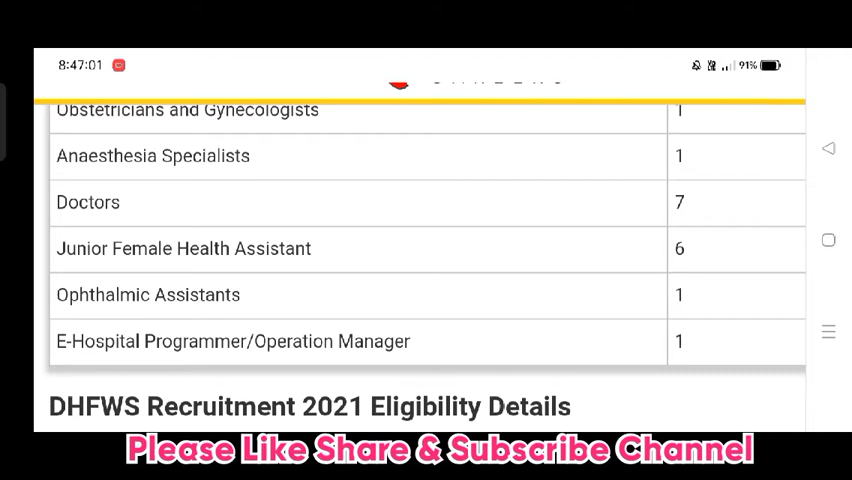 8:47:01 91%
Obstetricians and Gynecologists 1
Anaesthesia Specialists 1
Doctors 7
Junior Female Health Assistant 6
Ophthalmic Assistants 1
E-Hospital Programmer/Operation Manager 1
DHFWS Recruitment 2021 Eligibility Details
Please Like Share & Subscribe Channel